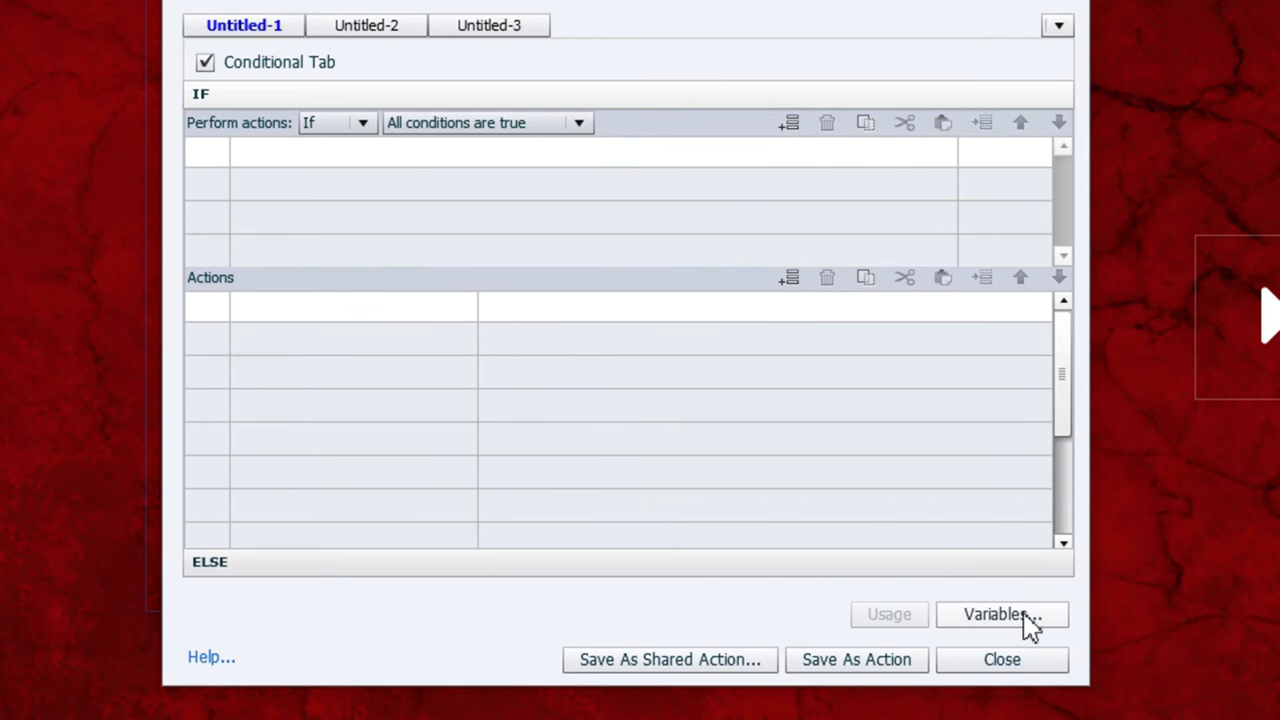 Untitled-1 Untitled-2 Untitled-3
Conditional Tab
IF
Perform actions: If All conditions are true
Actions
ELSE
Usage Variables...
Help... Save As Shared Action... Save As Action Close